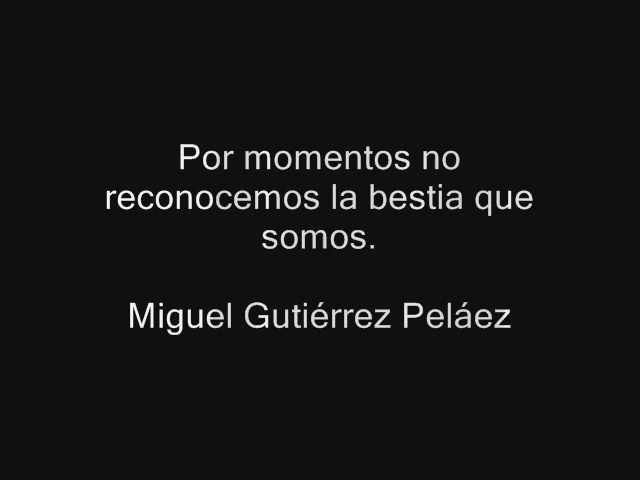 Por momentos no
reconocemos la bestia que
somos.
Miguel Gutiérrez Peláez